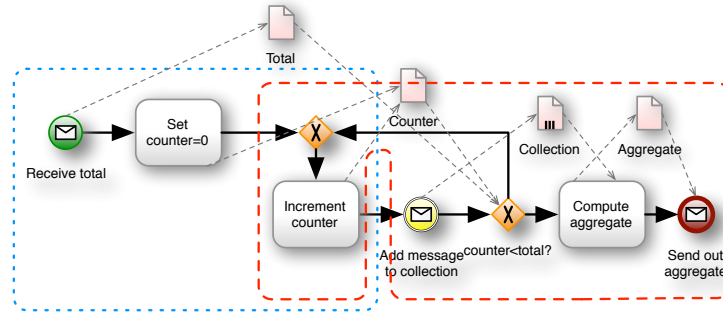 Total
Counter
Collection
Aggregate
Receive total
Set
counter=0
Increment
counter
Add message
to collection
counter<total?
Compute
aggregate
Send out
aggregate